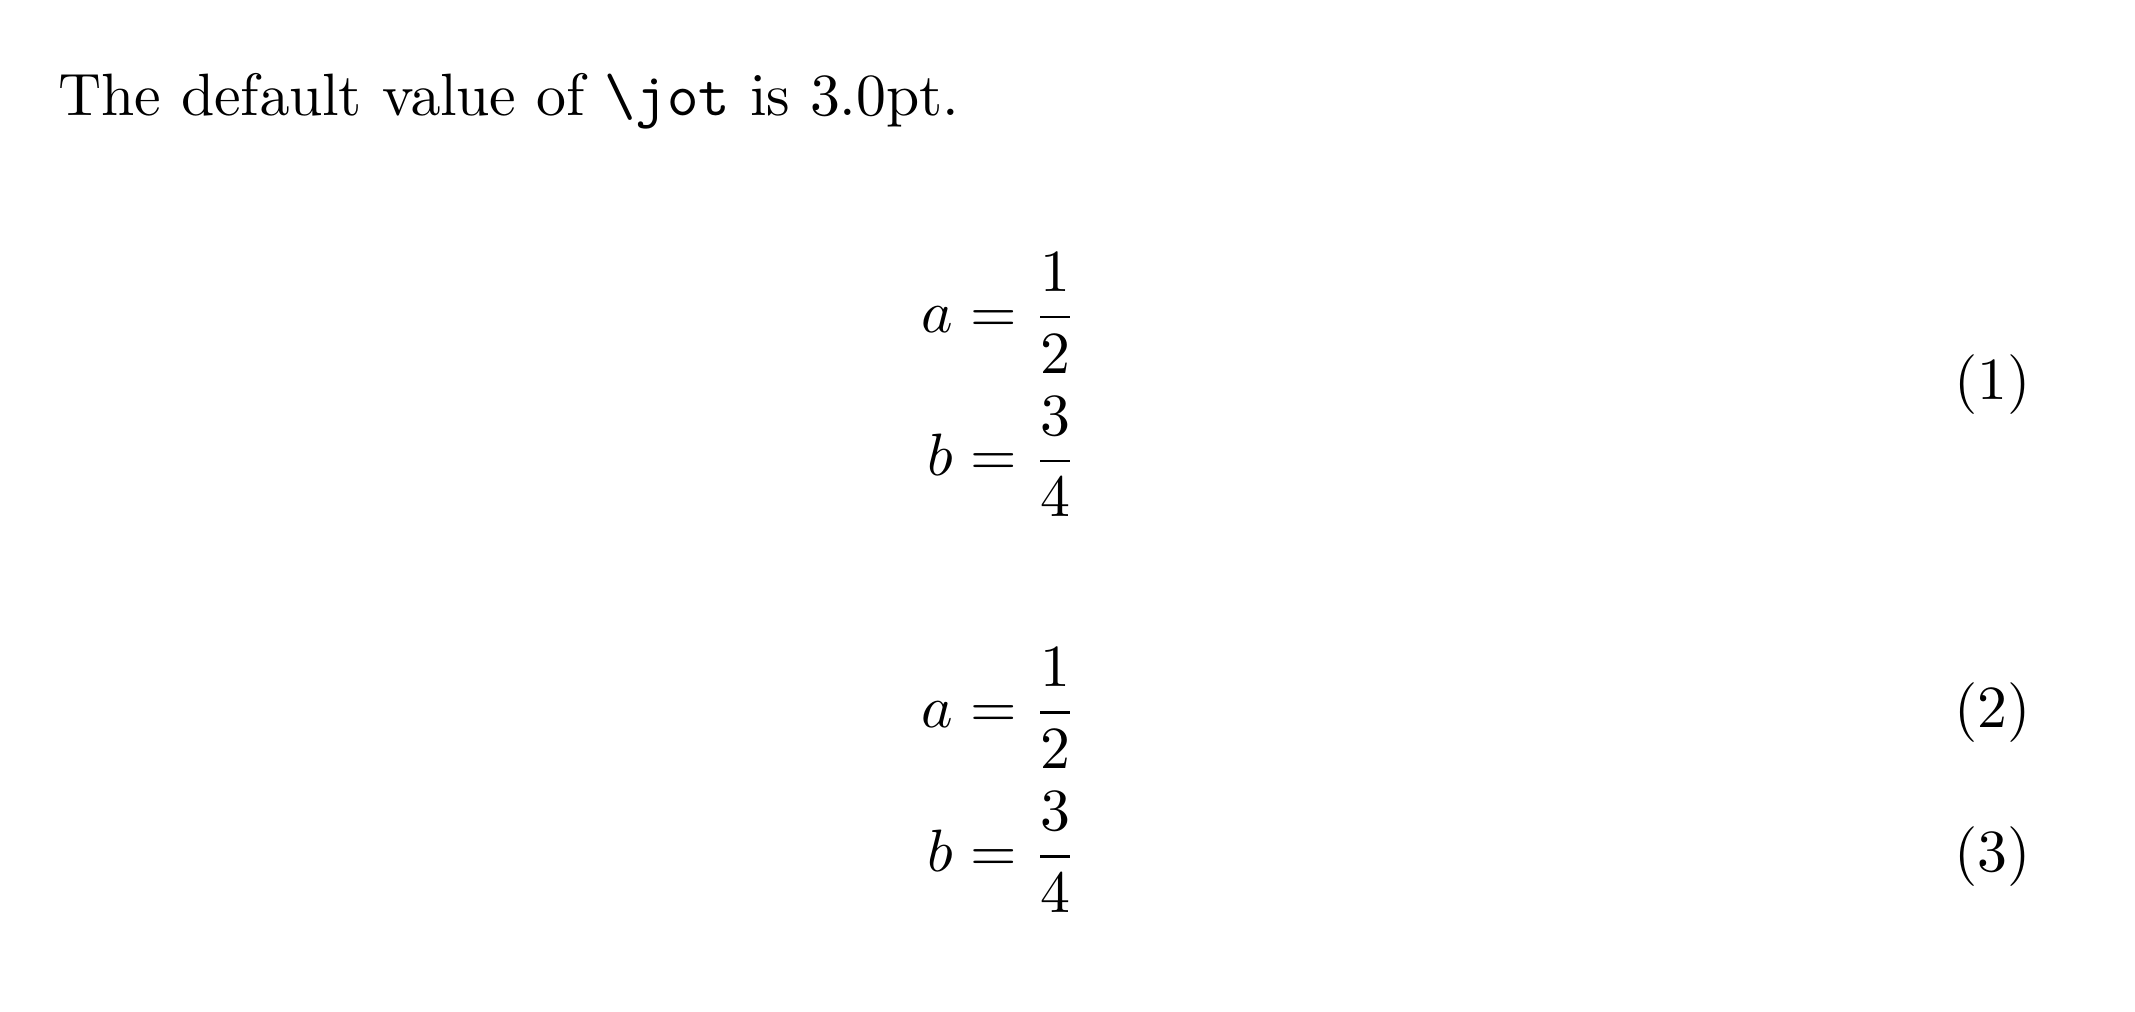 The default value of \jot is 3.0pt.
a = 1/2
(1)
b = 3/4
a = 1/2 (2)
b = 3/4 (3)